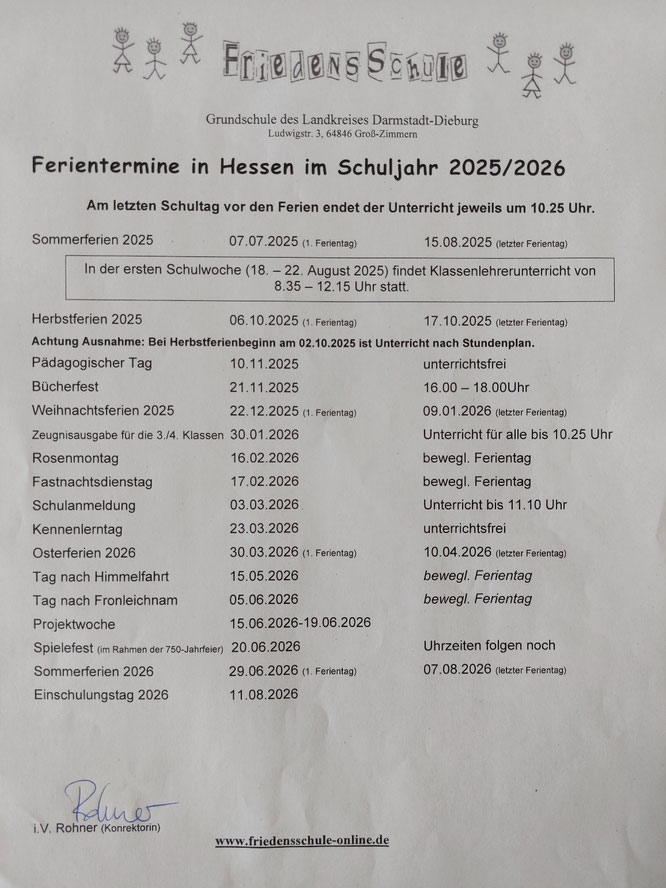 FriedensSchule
Grundschule des Landkreises Darmstadt-Dieburg
Ludwigstr. 3, 64846 Groß-Zimmern
Ferientermine in Hessen im Schuljahr 2025/2026
Am letzten Schultag vor den Ferien endet der Unterricht jeweils um 10.25 Uhr.
Sommerferien 2025 07.07.2025 (1. Ferientag) 15.08.2025 (letzter Ferientag)
In der ersten Schulwoche (18. – 22. August 2025) findet Klassenlehrerunterricht von
8.35 – 12.15 Uhr statt.
Herbstferien 2025 06.10.2025 (1. Ferientag) 17.10.2025 (letzter Ferientag)
Achtung Ausnahme: Bei Herbstferienbeginn am 02.10.2025 ist Unterricht nach Stundenplan.
Pädagogischer Tag 10.11.2025 unterrichtsfrei
Bücherfest 21.11.2025 16.00 – 18.00Uhr
Weihnachtsferien 2025 22.12.2025 (1. Ferientag) 09.01.2026 (letzter Ferientag)
Zeugnisausgabe für die 3./4. Klassen 30.01.2026 Unterricht für alle bis 10.25 Uhr
Rosenmontag 16.02.2026 bewegl. Ferientag
Fastnachtsdienstag 17.02.2026 bewegl. Ferientag
Schulanmeldung 03.03.2026 Unterricht bis 11.10 Uhr
Kennenlerntag 23.03.2026 unterrichtsfrei
Osterferien 2026 30.03.2026 (1. Ferientag) 10.04.2026 (letzter Ferientag)
Tag nach Himmelfahrt 15.05.2026 bewegl. Ferientag
Tag nach Fronleichnam 05.06.2026 bewegl. Ferientag
Projektwoche 15.06.2026-19.06.2026
Spielefest (im Rahmen der 750-Jahrfeier) 20.06.2026 Uhrzeiten folgen noch
Sommerferien 2026 29.06.2026 (1. Ferientag) 07.08.2026 (letzter Ferientag)
Einschulungstag 2026 11.08.2026
Rohner
i.V. Rohner (Konrektorin)
www.friedensschule-online.de